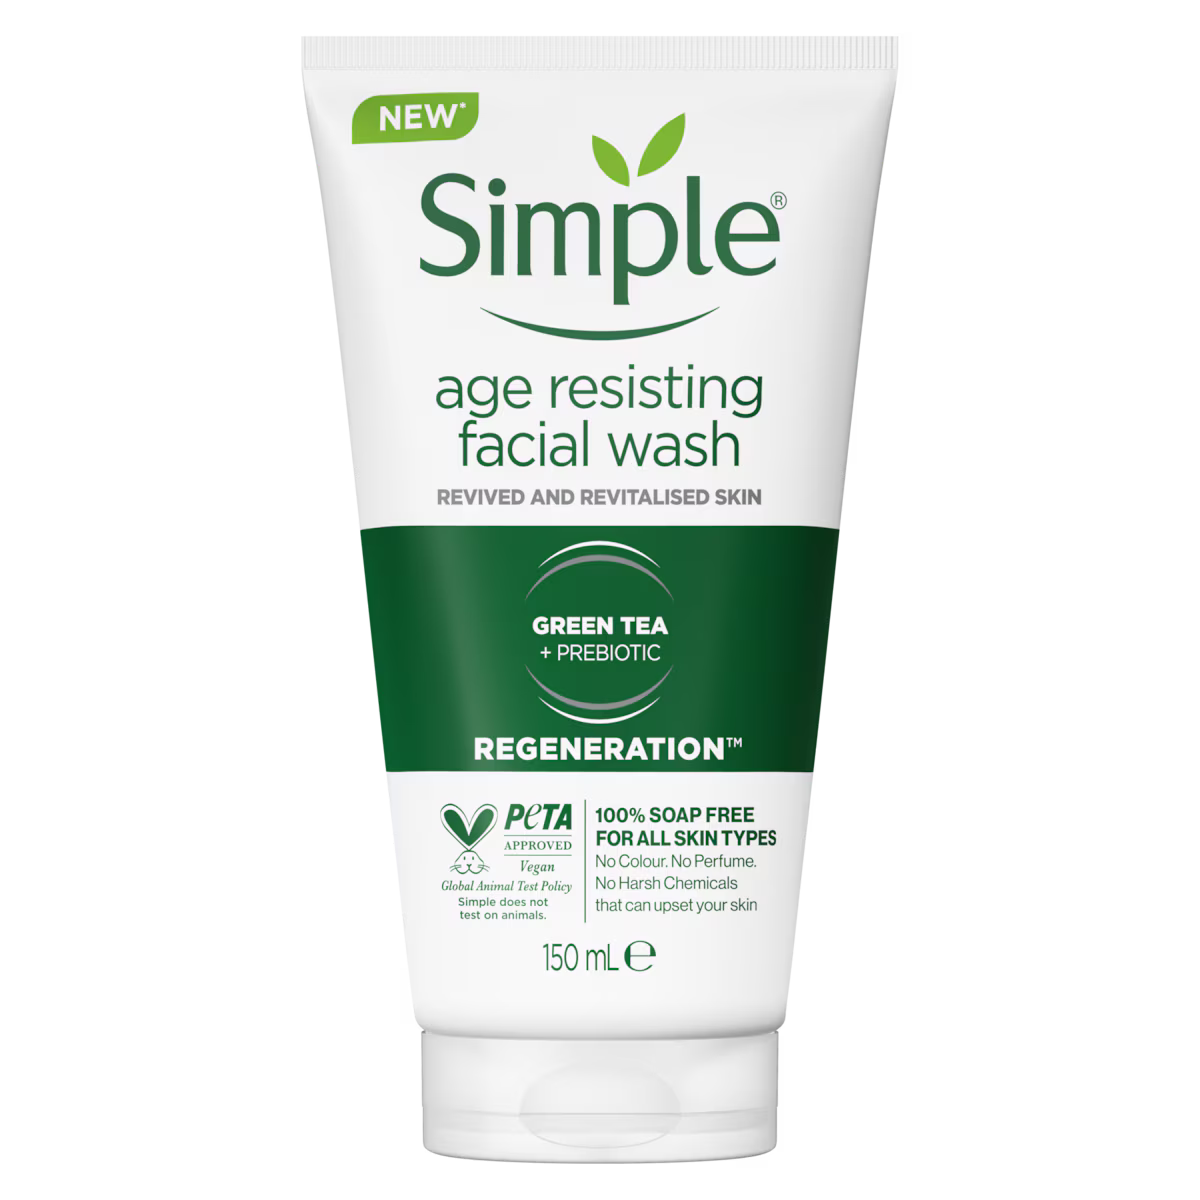 NEW*
Simple®
age resisting
facial wash
REVIVED AND REVITALISED SKIN
GREEN TEA
+ PREBIOTIC
REGENERATION™
PETA
APPROVED
Vegan
Global Animal Test Policy
Simple does not
test on animals.
100% SOAP FREE
FOR ALL SKIN TYPES
No Colour. No Perfume.
No Harsh Chemicals
that can upset your skin
150 mL ℮